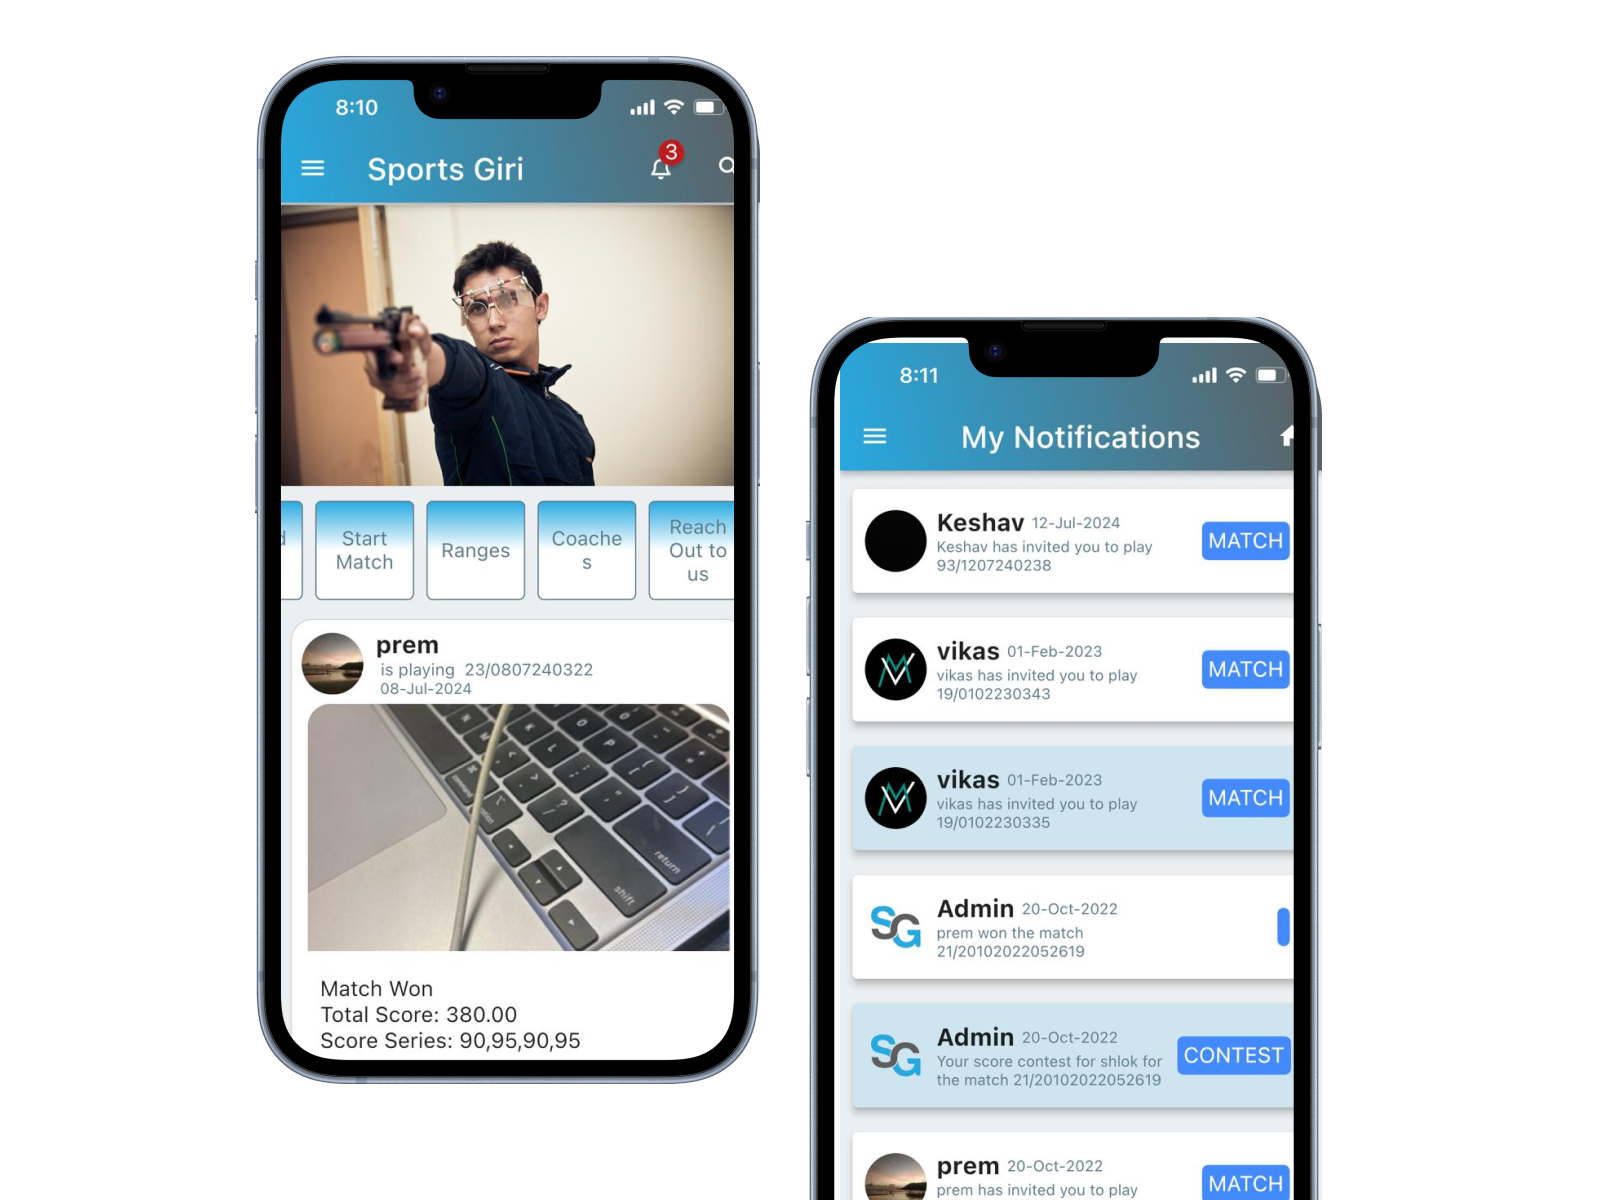 8:10
Sports Giri
3
d
Start
Match
Ranges
Coache
s
Reach
Out to
us
prem
is playing 23/0807240322
08-Jul-2024
command
option
return
shift
Match Won
Total Score: 380.00
Score Series: 90,95,90,95
8:11
My Notifications
Keshav 12-Jul-2024
Keshav has invited you to play
93/1207240238
MATCH
vikas 01-Feb-2023
vikas has invited you to play
19/0102230343
MATCH
vikas 01-Feb-2023
vikas has invited you to play
19/0102230335
MATCH
SG
Admin 20-Oct-2022
prem won the match
21/20102022052619
SG
Admin 20-Oct-2022
Your score contest for shlok for
the match 21/20102022052619
CONTEST
prem 20-Oct-2022
prem has invited you to play
MATCH